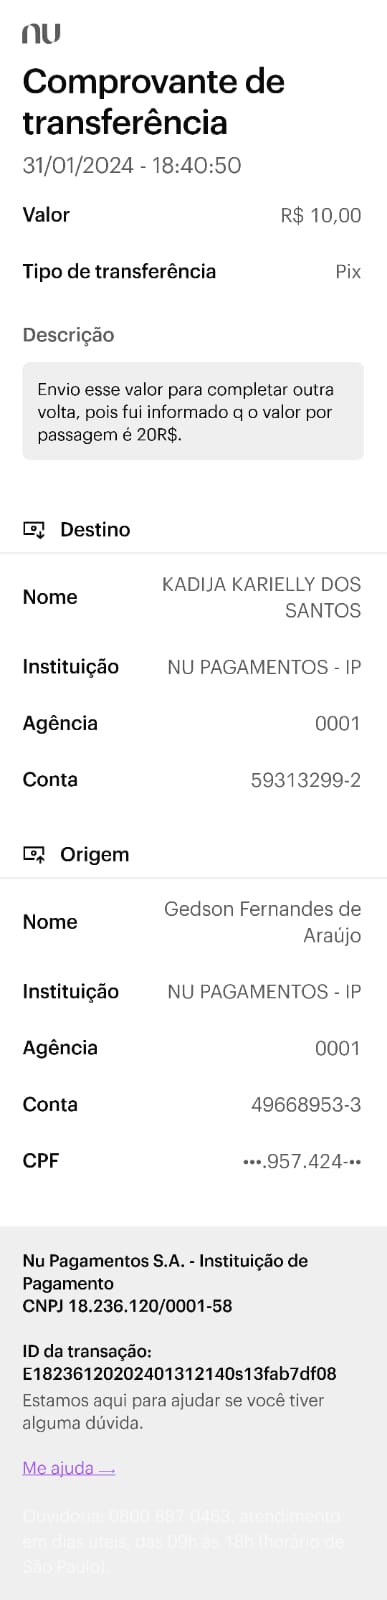 nu
Comprovante de
transferência
31/01/2024 - 18:40:50
Valor R$ 10,00
Tipo de transferência Pix
Descrição
Envio esse valor para completar outra
volta, pois fui informado q o valor por
passagem é 20R$.
Destino
Nome KADIJA KARIELLY DOS
SANTOS
Instituição NU PAGAMENTOS - IP
Agência 0001
Conta 59313299-2
Origem
Nome Gedson Fernandes de
Araújo
Instituição NU PAGAMENTOS - IP
Agência 0001
Conta 49668953-3
CPF •••.957.424-••
Nu Pagamentos S.A. - Instituição de
Pagamento
CNPJ 18.236.120/0001-58
ID da transação:
E18236120202401312140s13fab7df08
Estamos aqui para ajudar se você tiver
alguma dúvida.
Me ajuda →
Ouvidoria: 0800 887 0463, atendimento
em dias úteis, das 09h às 18h (horário de
São Paulo).